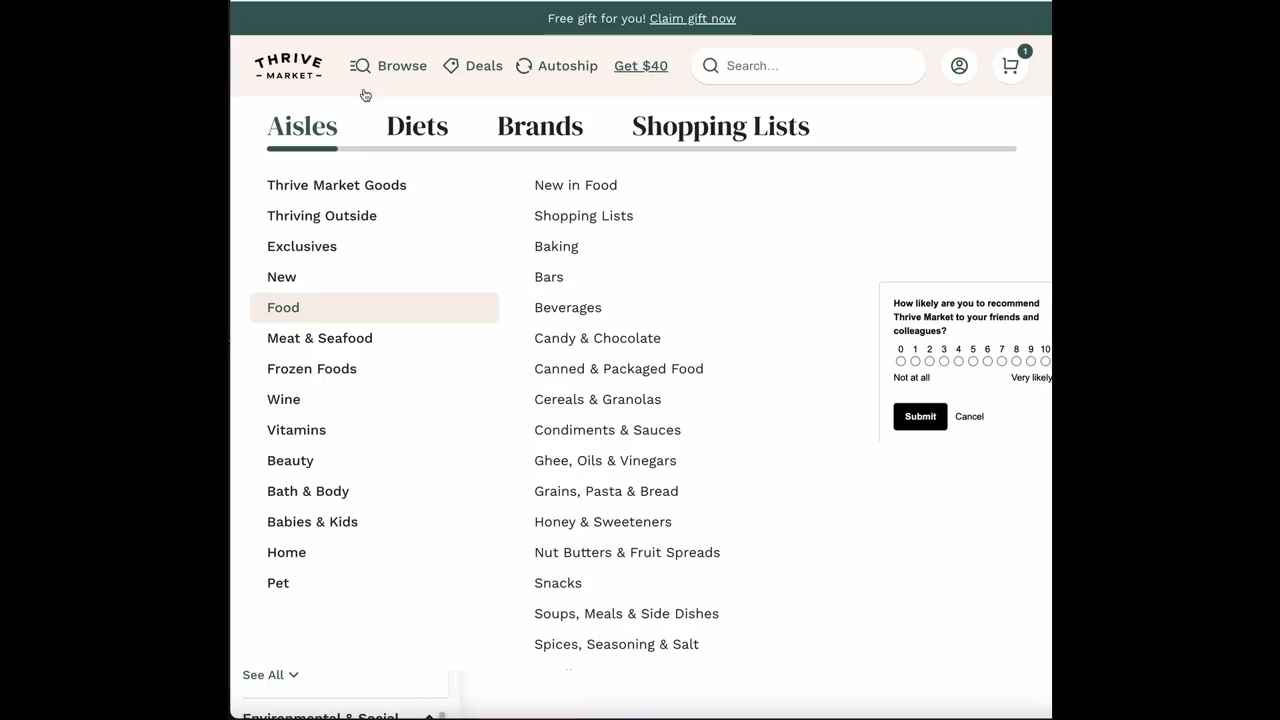 Free gift for you! Claim gift now
THRIVE
MARKET
Browse
Deals
Autoship
Get $40
Search...
1
Aisles
Diets
Brands
Shopping Lists
Thrive Market Goods
Thriving Outside
Exclusives
New
Food
Meat & Seafood
Frozen Foods
Wine
Vitamins
Beauty
Bath & Body
Babies & Kids
Home
Pet
New in Food
Shopping Lists
Baking
Bars
Beverages
Candy & Chocolate
Canned & Packaged Food
Cereals & Granolas
Condiments & Sauces
Ghee, Oils & Vinegars
Grains, Pasta & Bread
Honey & Sweeteners
Nut Butters & Fruit Spreads
Snacks
Soups, Meals & Side Dishes
Spices, Seasoning & Salt
How likely are you to recommend
Thrive Market to your friends and
colleagues?
0 1 2 3 4 5 6 7 8 9 10
Not at all Very likely
Submit Cancel
See All
Environmental & Social